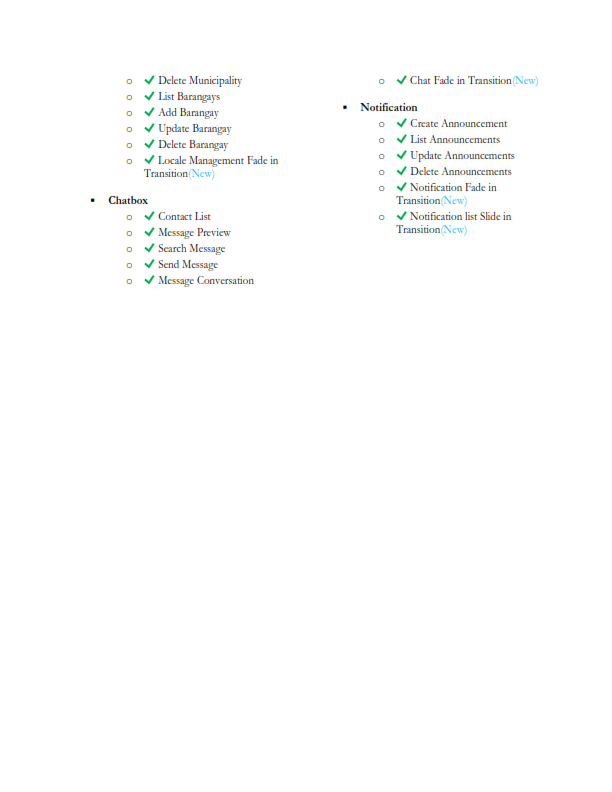 o ✔ Delete Municipality
o ✔ List Barangays
o ✔ Add Barangay
o ✔ Update Barangay
o ✔ Delete Barangay
o ✔ Locale Management Fade in
Transition(New)
▪ Chatbox
o ✔ Contact List
o ✔ Message Preview
o ✔ Search Message
o ✔ Send Message
o ✔ Message Conversation
o ✔ Chat Fade in Transition(New)
▪ Notification
o ✔ Create Announcement
o ✔ List Announcements
o ✔ Update Announcements
o ✔ Delete Announcements
o ✔ Notification Fade in
Transition(New)
o ✔ Notification list Slide in
Transition(New)